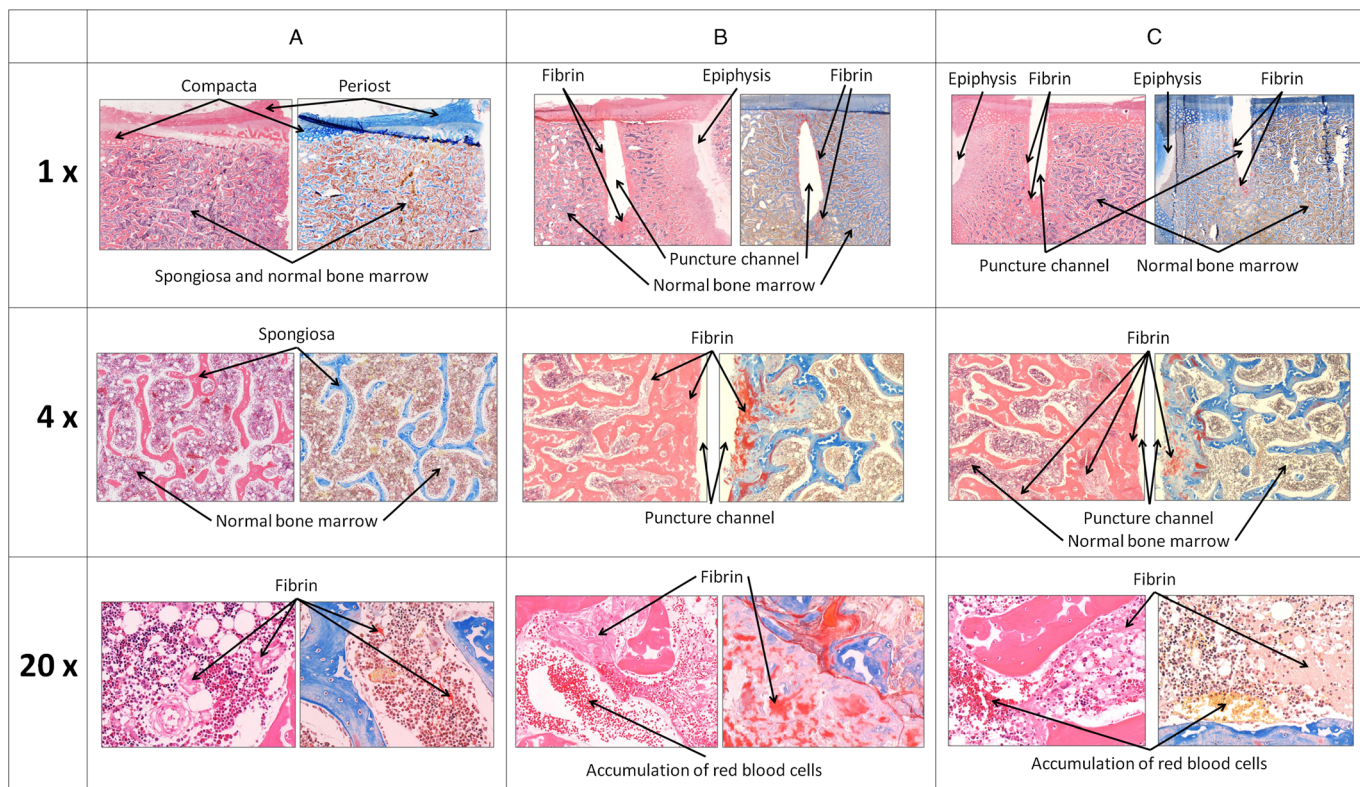 A B C
1 x
Compacta Periost
Spongiosa and normal bone marrow
Fibrin Epiphysis Fibrin
Puncture channel
Normal bone marrow
Epiphysis Fibrin Epiphysis Fibrin
Puncture channel Normal bone marrow
4 x
Spongiosa
Normal bone marrow
Fibrin
Puncture channel
Fibrin
Puncture channel
Normal bone marrow
20 x
Fibrin
Fibrin
Accumulation of red blood cells
Fibrin
Accumulation of red blood cells